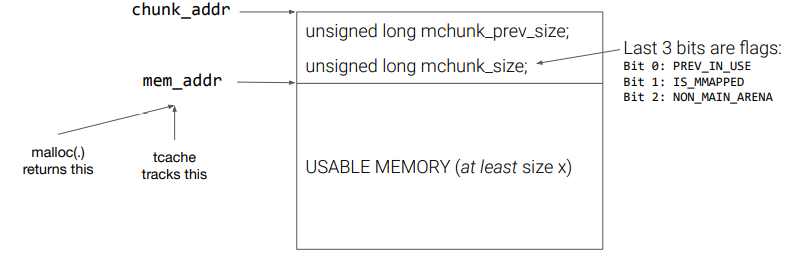 chunk_addr
unsigned long mchunk_prev_size;
unsigned long mchunk_size;
Last 3 bits are flags:
Bit 0: PREV_IN_USE
Bit 1: IS_MMAPPED
Bit 2: NON_MAIN_ARENA
mem_addr
malloc(.)
returns this
tcache
tracks this
USABLE MEMORY (at least size x)